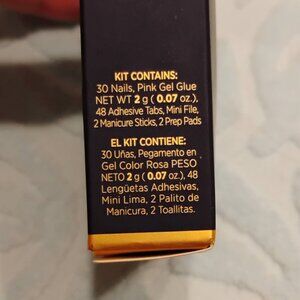 KIT CONTAINS:
30 Nails, Pink Gel Glue
NET WT 2 g ( 0.07 oz.),
48 Adhesive Tabs, Mini File,
2 Manicure Sticks, 2 Prep Pads
EL KIT CONTIENE:
30 Uñas, Pegamento en
Gel Color Rosa PESO
NETO 2 g ( 0.07 oz.), 48
Lengüetas Adhesivas,
Mini Lima, 2 Palito de
Manicura, 2 Toallitas.